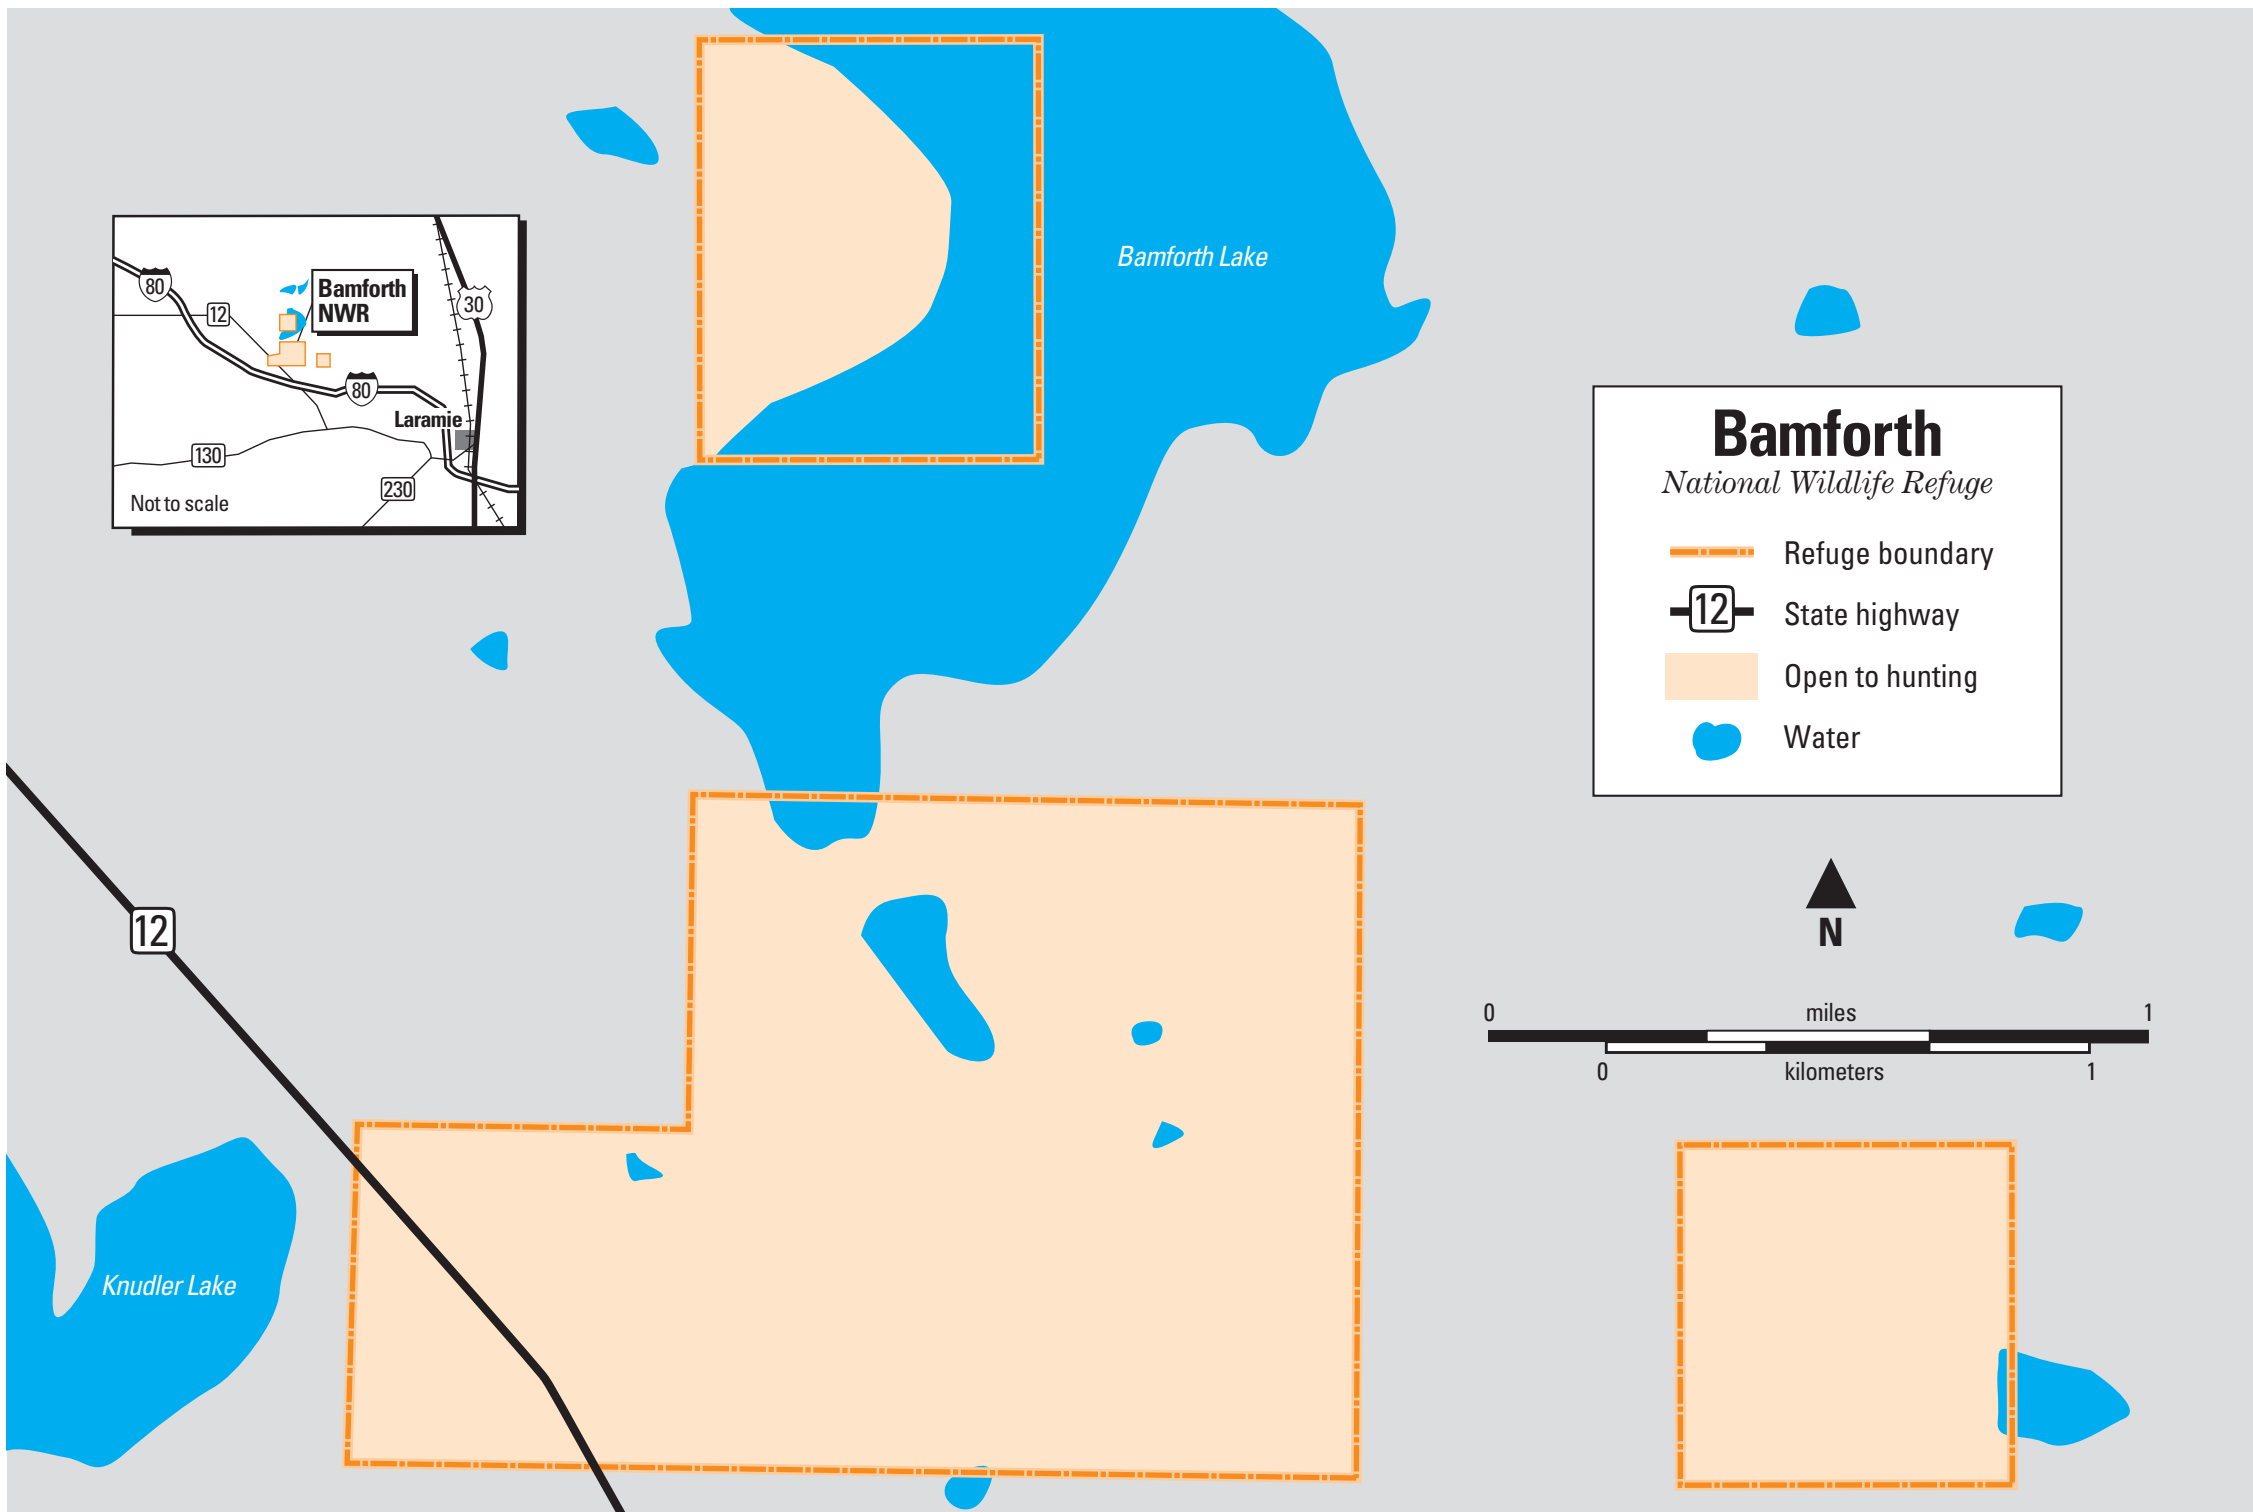 Bamforth Lake
80
12
Bamforth
NWR
30
80
Laramie
130
230
Not to scale
Bamforth
National Wildlife Refuge
Refuge boundary
12 State highway
Open to hunting
Water
12
N
0 miles 1
0 kilometers 1
Knudler Lake